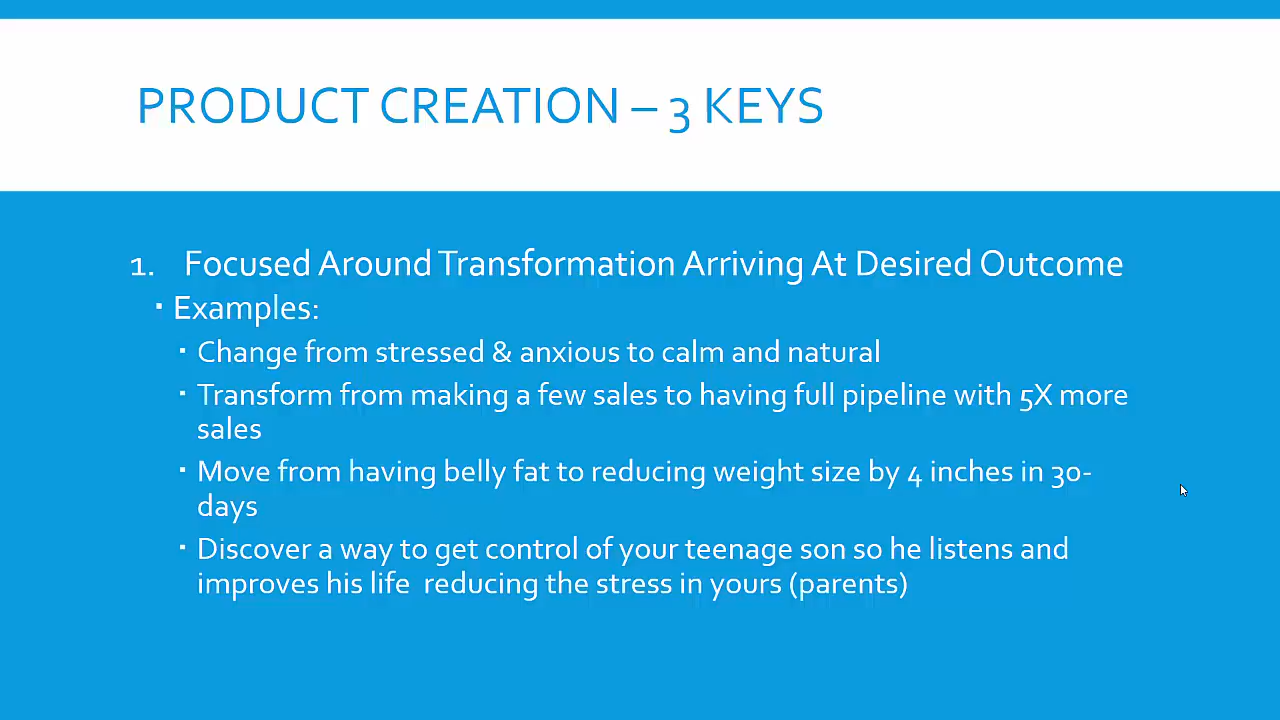 PRODUCT CREATION – 3 KEYS
1. Focused Around Transformation Arriving At Desired Outcome
▪ Examples:
▪ Change from stressed & anxious to calm and natural
▪ Transform from making a few sales to having full pipeline with 5X more
sales
▪ Move from having belly fat to reducing weight size by 4 inches in 30-
days
▪ Discover a way to get control of your teenage son so he listens and
improves his life  reducing the stress in yours (parents)